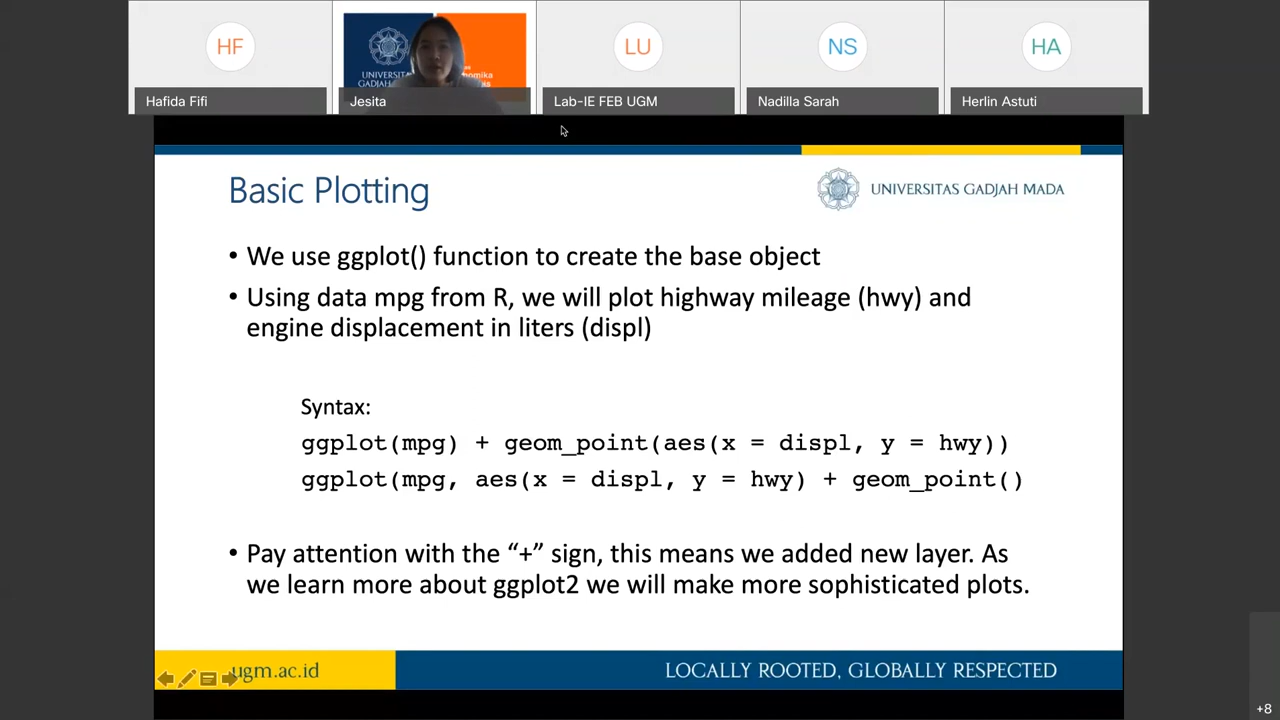 HF
LU
NS
HA
UNIVERSITAS
GADJAH MADA
Hafida Fifi
Jesita
Lab-IE FEB UGM
Nadilla Sarah
Herlin Astuti
Basic Plotting
UNIVERSITAS GADJAH MADA
• We use ggplot() function to create the base object
• Using data mpg from R, we will plot highway mileage (hwy) and
engine displacement in liters (displ)
Syntax:
ggplot(mpg) + geom_point(aes(x = displ, y = hwy))
ggplot(mpg, aes(x = displ, y = hwy) + geom_point()
• Pay attention with the “+” sign, this means we added new layer. As
we learn more about ggplot2 we will make more sophisticated plots.
ugm.ac.id
LOCALLY ROOTED, GLOBALLY RESPECTED
+8